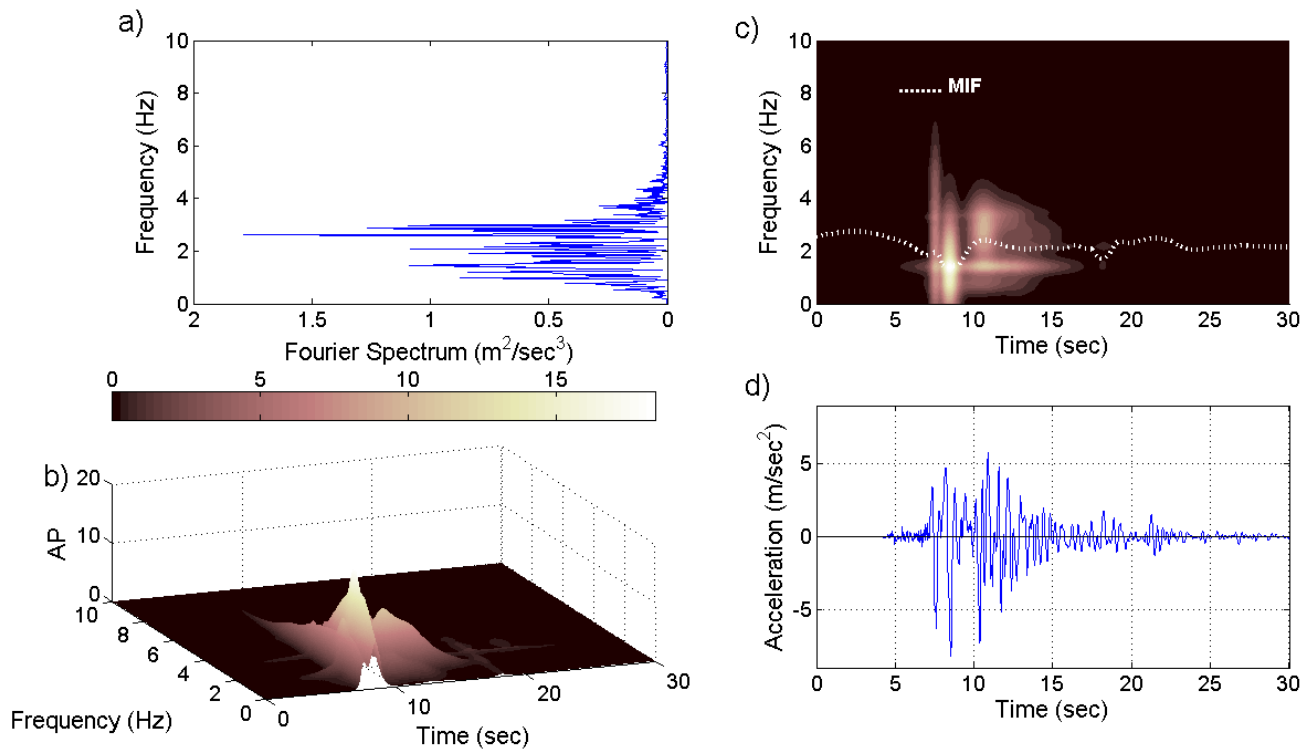 a)
10
8
6
4
2
0
Frequency (Hz)
2 1.5 1 0.5 0
Fourier Spectrum (m²/sec³)
0 5 10 15
b)
20
10
0
AP
10
8
6
4
2
0
Frequency (Hz)
0 10 20 30
Time (sec)
c)
10
8
6
4
2
0
Frequency (Hz)
MIF
0 5 10 15 20 25 30
Time (sec)
d)
5
0
-5
Acceleration (m/sec²)
0 5 10 15 20 25 30
Time (sec)